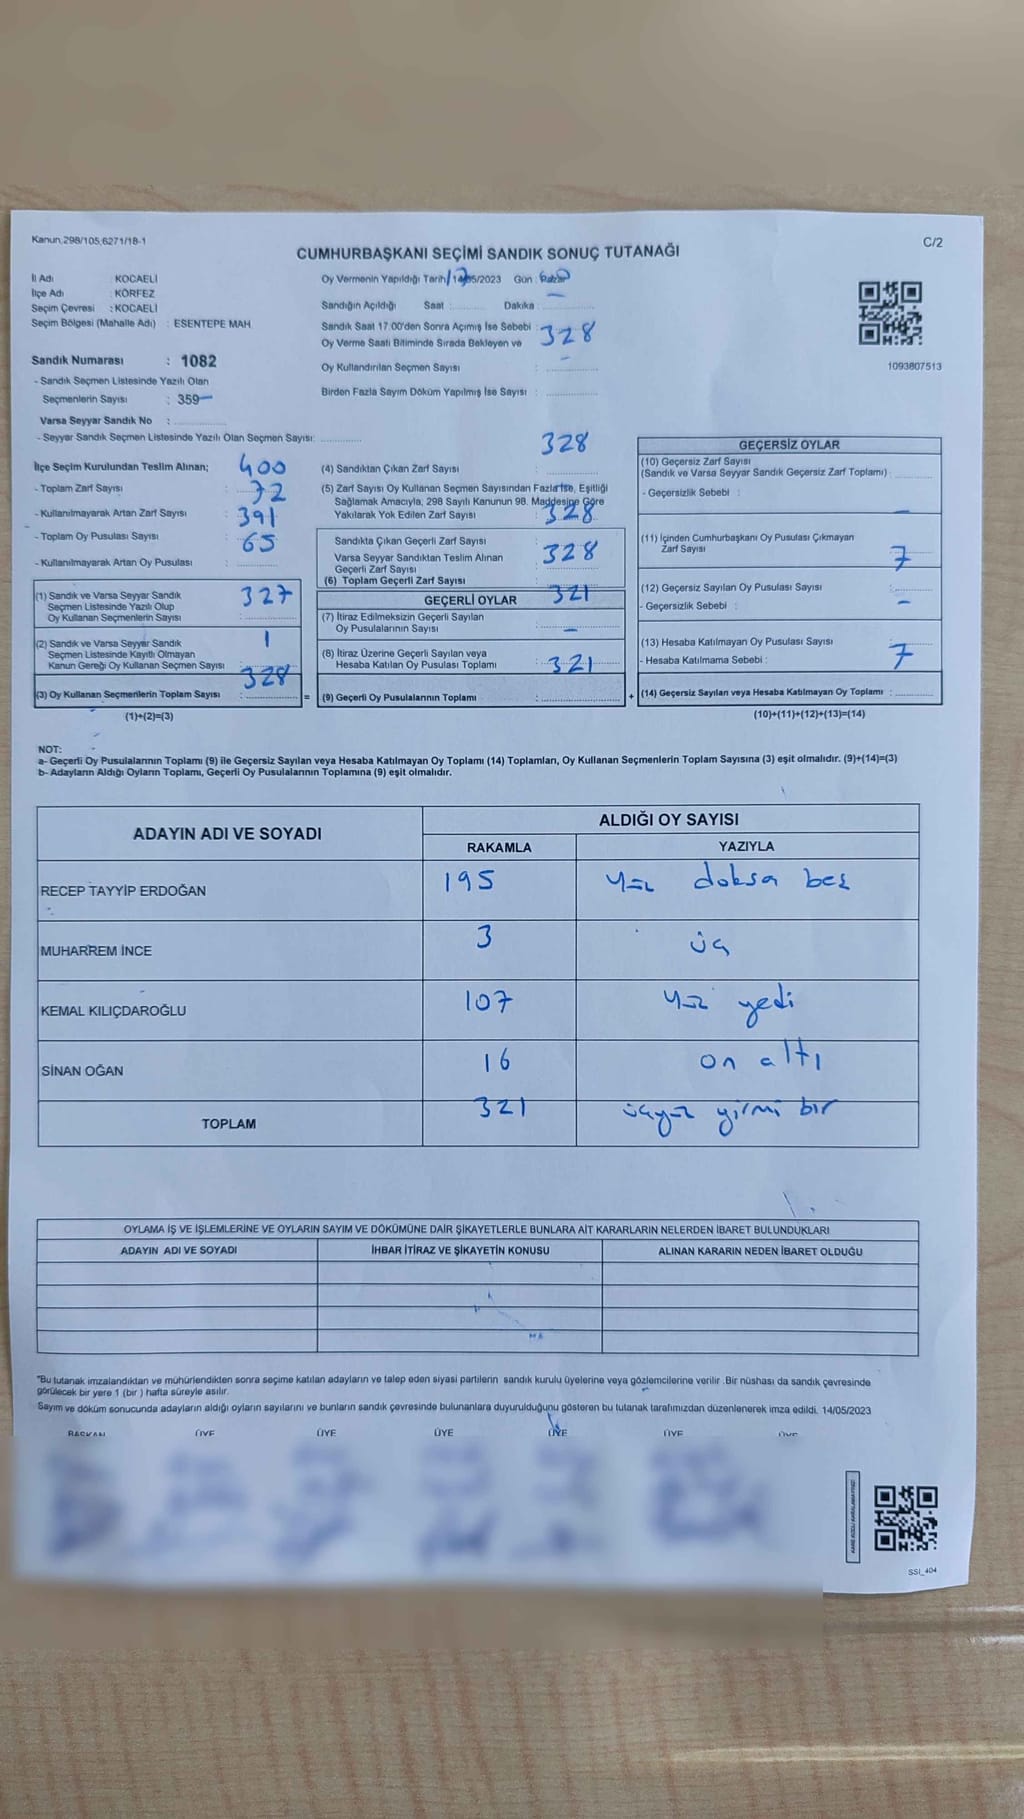 Kanun,298/105,6271/18-1
C/2
CUMHURBAŞKANI SEÇİMİ SANDIK SONUÇ TUTANAĞI
İl Adı : KOCAELİ
İlçe Adı : KÖRFEZ
Seçim Çevresi : KOCAELİ
Seçim Bölgesi (Mahalle Adı) : ESENTEPE MAH.
Sandık Numarası : 1082
- Sandık Seçmen Listesinde Yazılı Olan
Seçmenlerin Sayısı : 359
Varsa Seyyar Sandık No :
- Seyyar Sandık Seçmen Listesinde Yazılı Olan Seçmen Sayısı:
Oy Vermenin Yapıldığı Tarih 14/05/2023 Gün : Pazar
Sandığın Açıldığı Saat : Dakika :
Sandık Saat 17:00'den Sonra Açımış İse Sebebi :
328
Oy Verme Saati Bitiminde Sırada Bekleyen ve
Oy Kullandırılan Seçmen Sayısı : –
Birden Fazla Sayım Döküm Yapılmış İse Sayısı :
1093807513
İlçe Seçim Kurulundan Teslim Alınan; 400
- Toplam Zarf Sayısı : 72
- Kullanılmayarak Artan Zarf Sayısı : 391
- Toplam Oy Pusulası Sayısı : 65
- Kullanılmayarak Artan Oy Pusulası :
(1) Sandık ve Varsa Seyyar Sandık 327
Seçmen Listesinde Yazılı Olup
Oy Kullanan Seçmenlerin Sayısı :
(2) Sandık ve Varsa Seyyar Sandık 1
Seçmen Listesinde Kayıtlı Olmayan
Kanun Gereği Oy Kullanan Seçmen Sayısı :
328
(3) Oy Kullanan Seçmenlerin Toplam Sayısı :
(1)+(2)=(3)
328
(4) Sandıktan Çıkan Zarf Sayısı :
(5) Zarf Sayısı Oy Kullanan Seçmen Sayısından Fazla İse, Eşitliği
Sağlamak Amacıyla, 298 Sayılı Kanunun 98. Maddesine Göre
Yakılarak Yok Edilen Zarf Sayısı : 328
Sandıkta Çıkan Geçerli Zarf Sayısı :
Varsa Seyyar Sandıktan Teslim Alınan 328
Geçerli Zarf Sayısı
(6) Toplam Geçerli Zarf Sayısı :
GEÇERLİ OYLAR 321
(7) İtiraz Edilmeksizin Geçerli Sayılan
Oy Pusulalarının Sayısı : –
(8) İtiraz Üzerine Geçerli Sayılan veya
Hesaba Katılan Oy Pusulası Toplamı : 321
= (9) Geçerli Oy Pusulalarının Toplamı :
GEÇERSİZ OYLAR
(10) Geçersiz Zarf Sayısı
(Sandık ve Varsa Seyyar Sandık Geçersiz Zarf Toplamı) :
- Geçersizlik Sebebi :
–
(11) İçinden Cumhurbaşkanı Oy Pusulası Çıkmayan
Zarf Sayısı : 7
(12) Geçersiz Sayılan Oy Pusulası Sayısı :
- Geçersizlik Sebebi : –
(13) Hesaba Katılmayan Oy Pusulası Sayısı :
- Hesaba Katılmama Sebebi : 7
+ (14) Geçersiz Sayılan veya Hesaba Katılmayan Oy Toplamı :
(10)+(11)+(12)+(13)=(14)
NOT:
a- Geçerli Oy Pusulalarının Toplamı (9) ile Geçersiz Sayılan veya Hesaba Katılmayan Oy Toplamı (14) Toplamları, Oy Kullanan Seçmenlerin Toplam Sayısına (3) eşit olmalıdır. (9)+(14)=(3)
b- Adayların Aldığı Oyların Toplamı, Geçerli Oy Pusulalarının Toplamına (9) eşit olmalıdır.
ADAYIN ADI VE SOYADI ALDIĞI OY SAYISI
RAKAMLA YAZIYLA
RECEP TAYYİP ERDOĞAN 195 yüz doksa beş
MUHARREM İNCE 3 üç
KEMAL KILIÇDAROĞLU 107 yüz yedi
SİNAN OĞAN 16 on altı
TOPLAM 321 üçyüz yirmi bir
OYLAMA İŞ VE İŞLEMLERİNE VE OYLARIN SAYIM VE DÖKÜMÜNE DAİR ŞİKAYETLERLE BUNLARA AİT KARARLARIN NELERDEN İBARET BULUNDUKLARI
ADAYIN ADI VE SOYADI İHBAR İTİRAZ VE ŞİKAYETİN KONUSU ALINAN KARARIN NEDEN İBARET OLDUĞU
"Bu tutanak imzalandıktan ve mühürlendikten sonra seçime katılan adayların ve talep eden siyasi partilerin sandık kurulu üyelerine veya gözlemcilerine verilir .Bir nüshası da sandık çevresinde
görülecek bir yere 1 (bir ) hafta süreyle asılır.
Sayım ve döküm sonucunda adayların aldığı oyların sayılarını ve bunların sandık çevresinde bulunanlara duyurulduğunu gösteren bu tutanak tarafımızdan düzenlenerek imza edildi. 14/05/2023
BAŞKAN ÜYE ÜYE ÜYE ÜYE ÜYE ÜYE
SSI_404